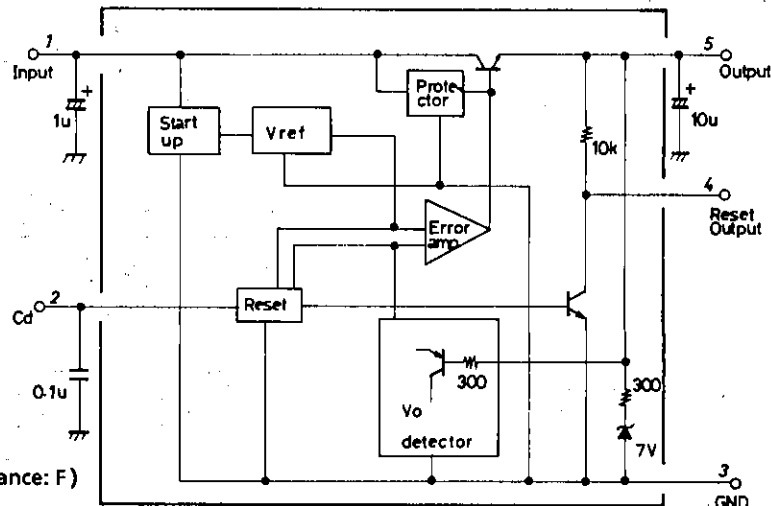 1
Input
1u
+
Start
up
Vref
Prote
ctor
5
Output
+
10u
10k
4
Reset
Output
Error
amp
2
Cd
Reset
0.1u
300
Vo
detector
300
7V
3
GND
ance: F)